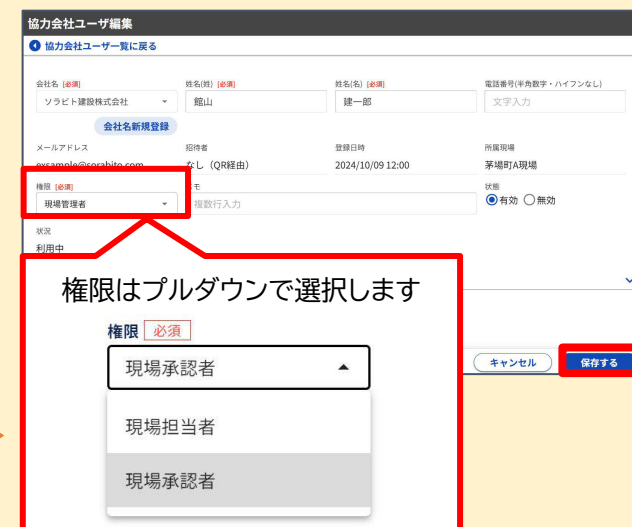 協力会社ユーザ編集
協力会社ユーザー一覧に戻る
会社名 [必須] 姓名(姓) [必須] 姓名(名) [必須] 電話番号(半角数字・ハイフンなし)
ソラビト建設株式会社 館山 建一郎 文字入力
会社名新規登録
メールアドレス 招待者 登録日時 所属現場
exsample@sorabito.com なし（QR経由） 2024/10/09 12:00 茅場町A現場
権限 [必須] モ 状態
現場管理者 複数行入力 有効 無効
状況
利用中
権限はプルダウンで選択します
権限 必須
現場承認者
現場担当者
現場承認者
キャンセル 保存する